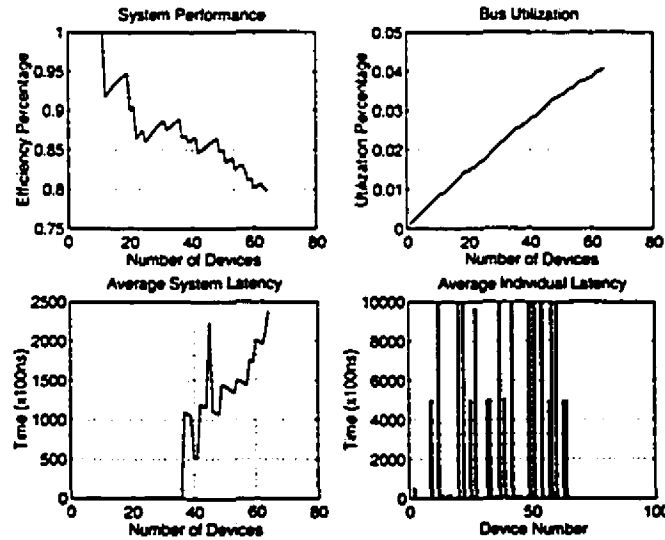 System Performance
Efficiency Percentage
1
0.95
0.9
0.85
0.8
0.75
0 20 40 60 80
Number of Devices
Bus Utilization
Utilization Percentage
0.05
0.04
0.03
0.02
0.01
0
0 20 40 60 80
Number of Devices
Average System Latency
Time (x100ns)
2500
2000
1500
1000
500
0
0 20 40 60 80
Number of Devices
Average Individual Latency
Time (x100ns)
10000
8000
6000
4000
2000
0
0 50 100
Device Number